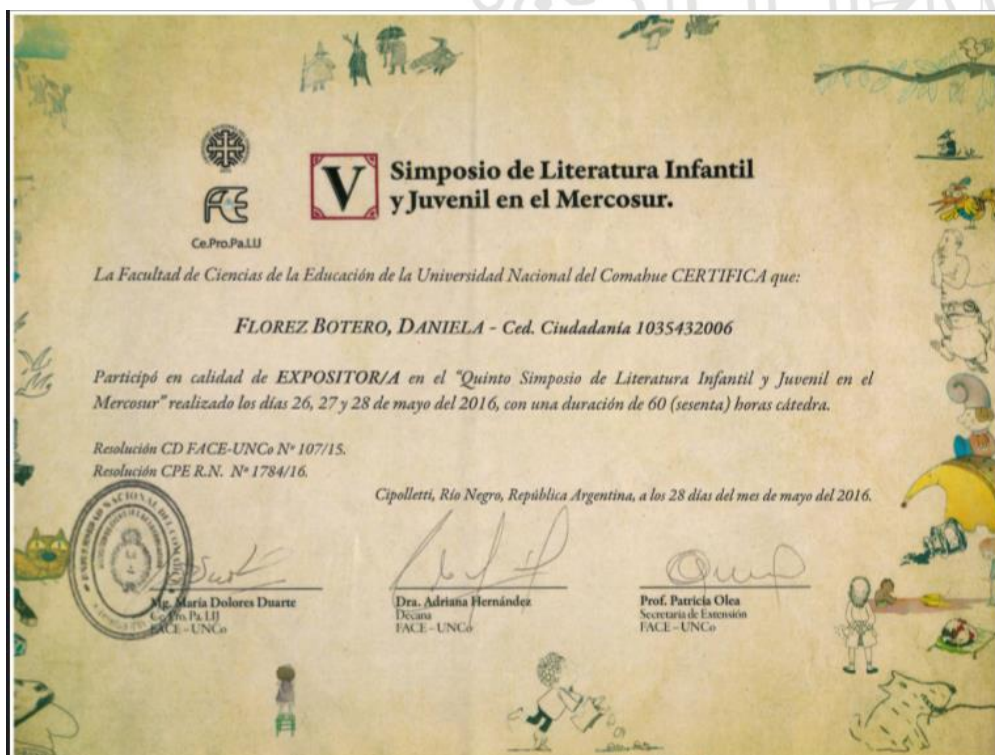 Ce.Pro.Pa.LIJ
V
Simposio de Literatura Infantil
y Juvenil en el Mercosur.
La Facultad de Ciencias de la Educación de la Universidad Nacional del Comahue CERTIFICA que:
FLOREZ BOTERO, DANIELA - Ced. Ciudadanía 1035432006
Participó en calidad de EXPOSITOR/A en el "Quinto Simposio de Literatura Infantil y Juvenil en el
Mercosur" realizado los días 26, 27 y 28 de mayo del 2016, con una duración de 60 (sesenta) horas cátedra.
Resolución CD FACE-UNCo Nº 107/15.
Resolución CPE R.N. Nº 1784/16.
Cipolletti, Río Negro, República Argentina, a los 28 días del mes de mayo del 2016.
Mg. María Dolores Duarte
Ce. Pro. Pa. LIJ
FACE - UNCo
Dra. Adriana Hernández
Decana
FACE - UNCo
Prof. Patricia Olea
Secretaria de Extensión
FACE - UNCo